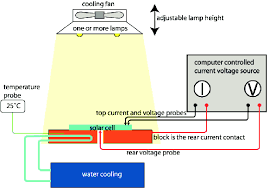 cooling fan
adjustable lamp height
one or more lamps
temperature
probe
25°C
computer controlled
current voltage source
I
V
top current and voltage probes
solar cell
block is the rear current contact
rear voltage probe
water cooling